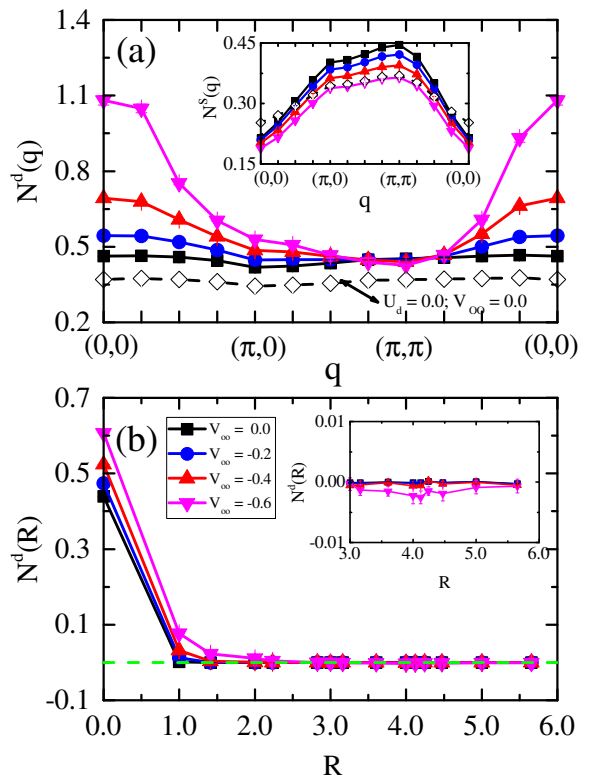 (a)
N^d(q)
1.4
1.1
0.8
0.5
0.2
N^S(q)
0.45
0.30
0.15
(0,0) (π,0) (π,π) (0,0)
q
U_d = 0.0; V_OO = 0.0
(0,0) (π,0) (π,π) (0,0)
q
(b)
N^d(R)
0.7
0.5
0.3
0.1
-0.1
V_oo = 0.0
V_oo = -0.2
V_oo = -0.4
V_oo = -0.6
N^d(R)
0.01
0.00
-0.01
3.0 4.0 5.0 6.0
R
0.0 1.0 2.0 3.0 4.0 5.0 6.0
R